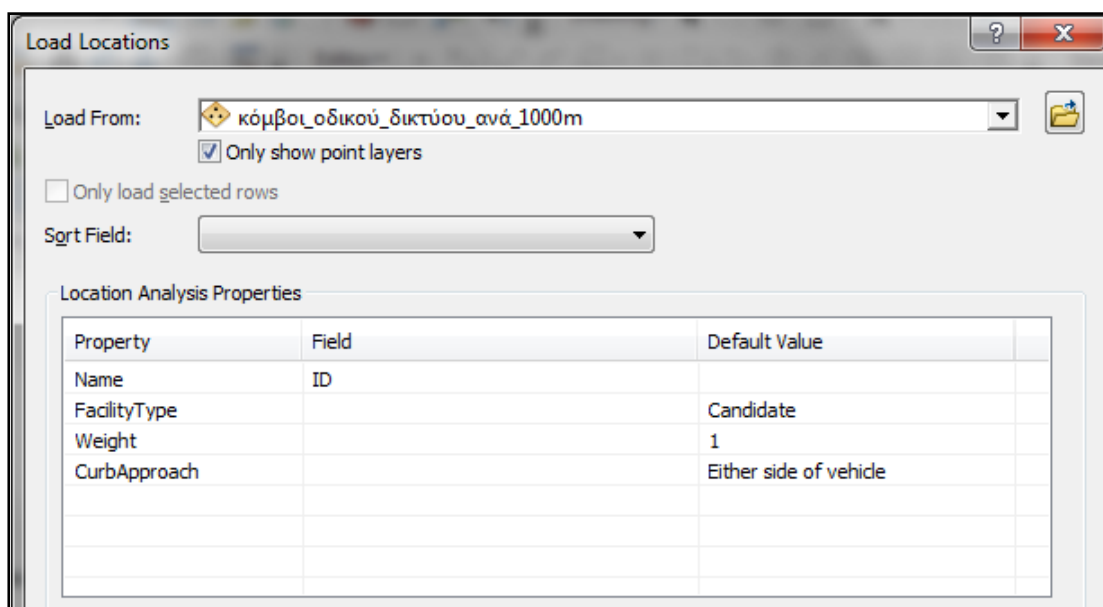 Load Locations
Load From: κόμβοι_οδικού_δικτύου_ανά_1000m
Only show point layers
Only load selected rows
Sort Field:
Location Analysis Properties
Property Field Default Value
Name ID
FacilityType Candidate
Weight 1
CurbApproach Either side of vehicle